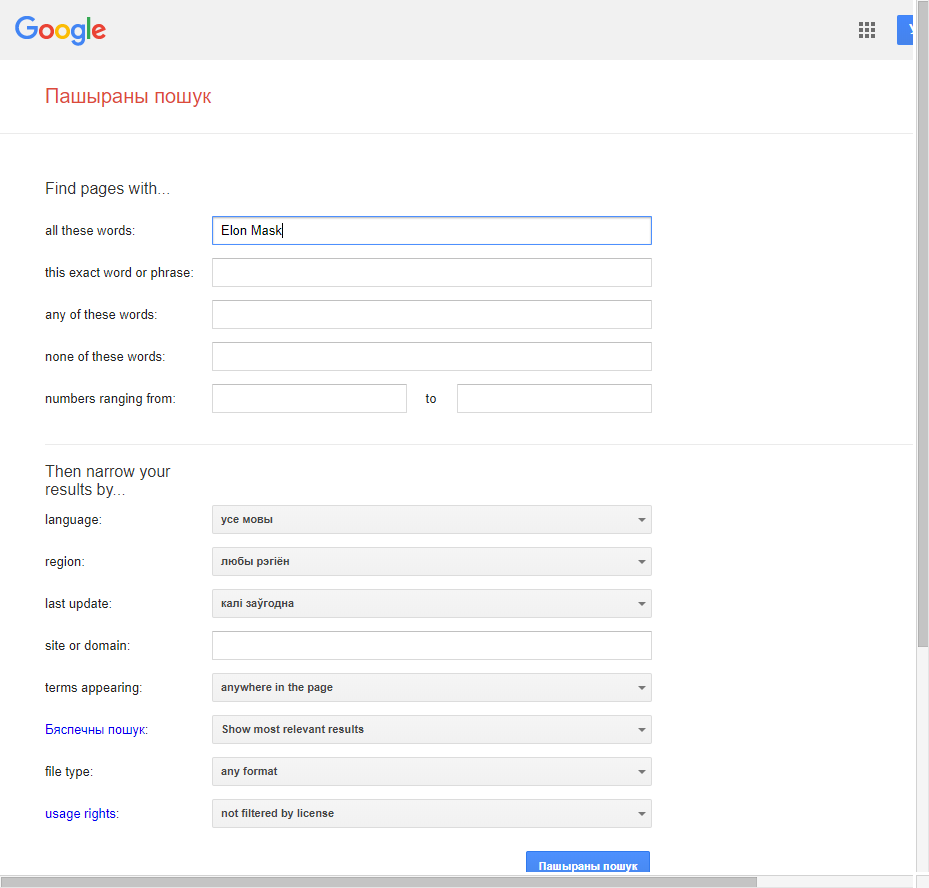 Google
Пашыраны пошук
Find pages with...
all these words: Elon Mask
this exact word or phrase:
any of these words:
none of these words:
numbers ranging from: to
Then narrow your
results by...
language: усе мовы
region: любы рэгіён
last update: калі заўгодна
site or domain:
terms appearing: anywhere in the page
Бяспечны пошук: Show most relevant results
file type: any format
usage rights: not filtered by license
Пашыраны пошук